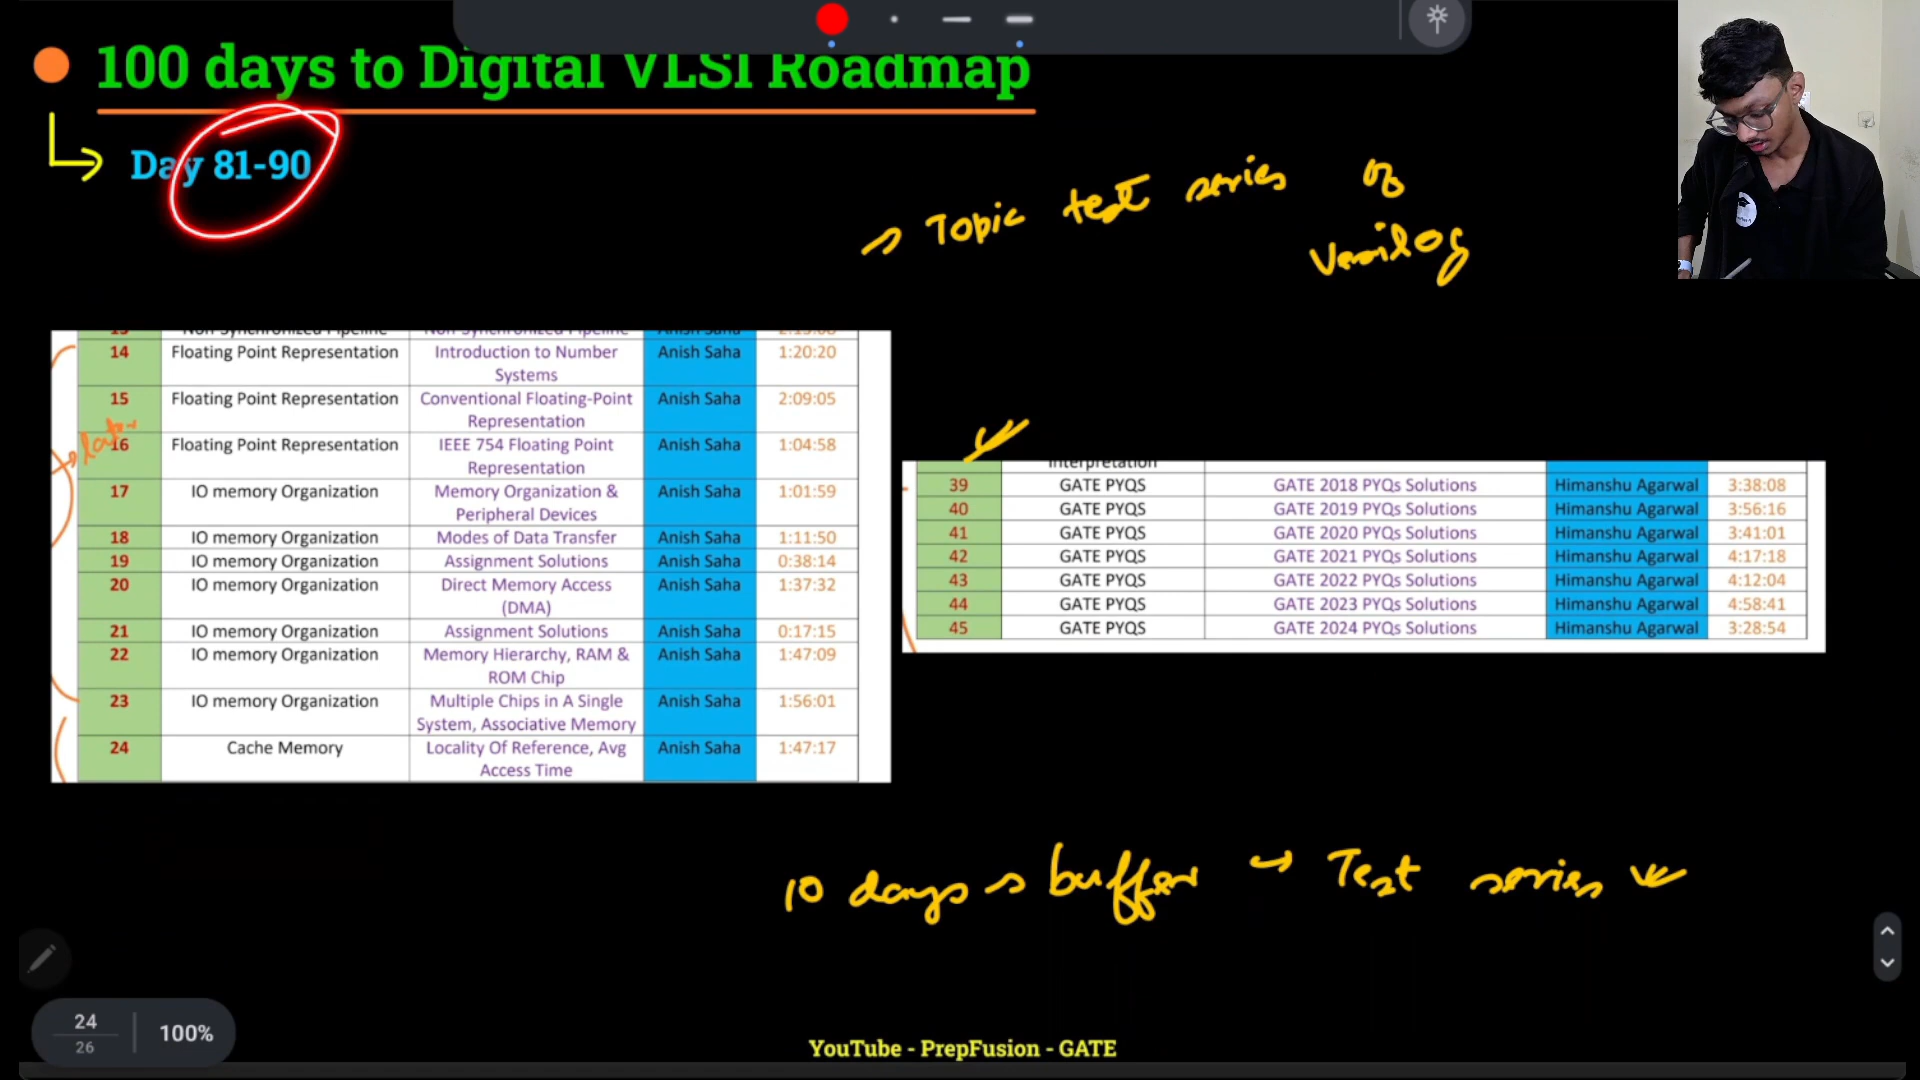 100 days to Digital VLSI Roadmap
Day 81-90
Topic test series of
Verilog
14 Floating Point Representation Introduction to Number Systems Anish Saha 1:20:20
15 Floating Point Representation Conventional Floating-Point Representation Anish Saha 2:09:05
16 Floating Point Representation IEEE 754 Floating Point Representation Anish Saha 1:04:58
17 IO memory Organization Memory Organization & Peripheral Devices Anish Saha 1:01:59
18 IO memory Organization Modes of Data Transfer Anish Saha 1:11:50
19 IO memory Organization Assignment Solutions Anish Saha 0:38:14
20 IO memory Organization Direct Memory Access (DMA) Anish Saha 1:37:32
21 IO memory Organization Assignment Solutions Anish Saha 0:17:15
22 IO memory Organization Memory Hierarchy, RAM & ROM Chip Anish Saha 1:47:09
23 IO memory Organization Multiple Chips in A Single System, Associative Memory Anish Saha 1:56:01
24 Cache Memory Locality Of Reference, Avg Access Time Anish Saha 1:47:17
Interpretation
39 GATE PYQS GATE 2018 PYQs Solutions Himanshu Agarwal 3:38:08
40 GATE PYQS GATE 2019 PYQs Solutions Himanshu Agarwal 3:56:16
41 GATE PYQS GATE 2020 PYQs Solutions Himanshu Agarwal 3:41:01
42 GATE PYQS GATE 2021 PYQs Solutions Himanshu Agarwal 4:17:18
43 GATE PYQS GATE 2022 PYQs Solutions Himanshu Agarwal 4:12:04
44 GATE PYQS GATE 2023 PYQs Solutions Himanshu Agarwal 4:58:41
45 GATE PYQS GATE 2024 PYQs Solutions Himanshu Agarwal 3:28:54
10 days → buffer → Test series
24
26
100%
YouTube - PrepFusion - GATE